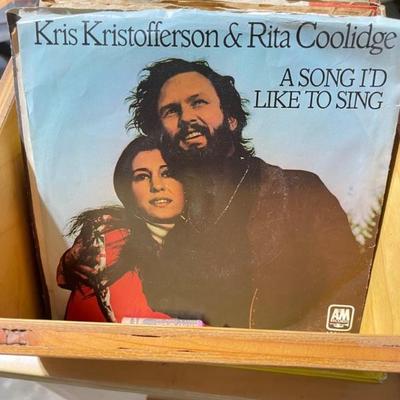 Kris Kristofferson & Rita Coolidge
A SONG I'D
LIKE TO SING
A&M